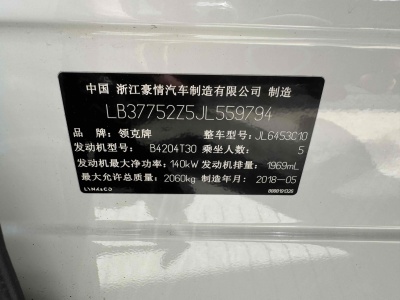 中国 浙江豪情汽车制造有限公司 制造
LB37752Z5JL559794
品牌：领克牌 整车型号：JL6453C10
发动机型号：B4204T30 乘坐人数：5
发动机最大净功率：140kW 发动机排量：1969mL
最大允许总质量：2060kg 制造年月：2018-05
LYNK&CO